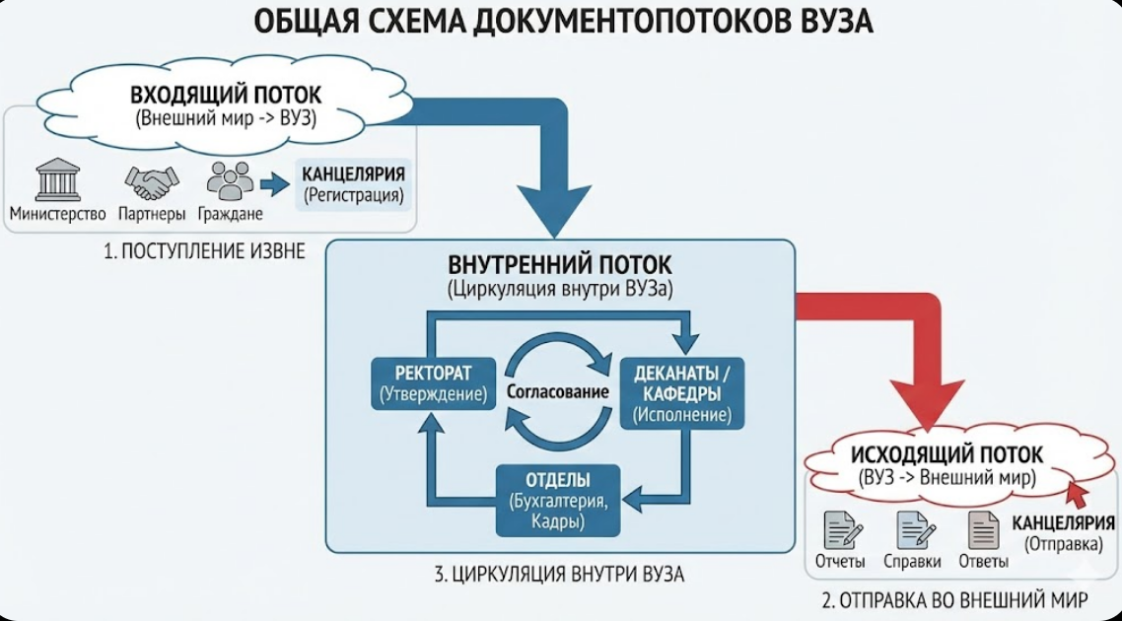 ОБЩАЯ СХЕМА ДОКУМЕНТОПОТОКОВ ВУЗА
ВХОДЯЩИЙ ПОТОК
(Внешний мир -> ВУЗ)
Министерство
Партнеры
Граждане
КАНЦЕЛЯРИЯ
(Регистрация)
1. ПОСТУПЛЕНИЕ ИЗВНЕ
ВНУТРЕННИЙ ПОТОК
(Циркуляция внутри ВУЗа)
РЕКТОРАТ
(Утверждение)
Согласование
ДЕКАНАТЫ /
КАФЕДРЫ
(Исполнение)
ОТДЕЛЫ
(Бухгалтерия,
Кадры)
3. ЦИРКУЛЯЦИЯ ВНУТРИ ВУЗА
ИСХОДЯЩИЙ ПОТОК
(ВУЗ -> Внешний мир)
Отчеты
Справки
Ответы
КАНЦЕЛЯРИЯ
(Отправка)
2. ОТПРАВКА ВО ВНЕШНИЙ МИР